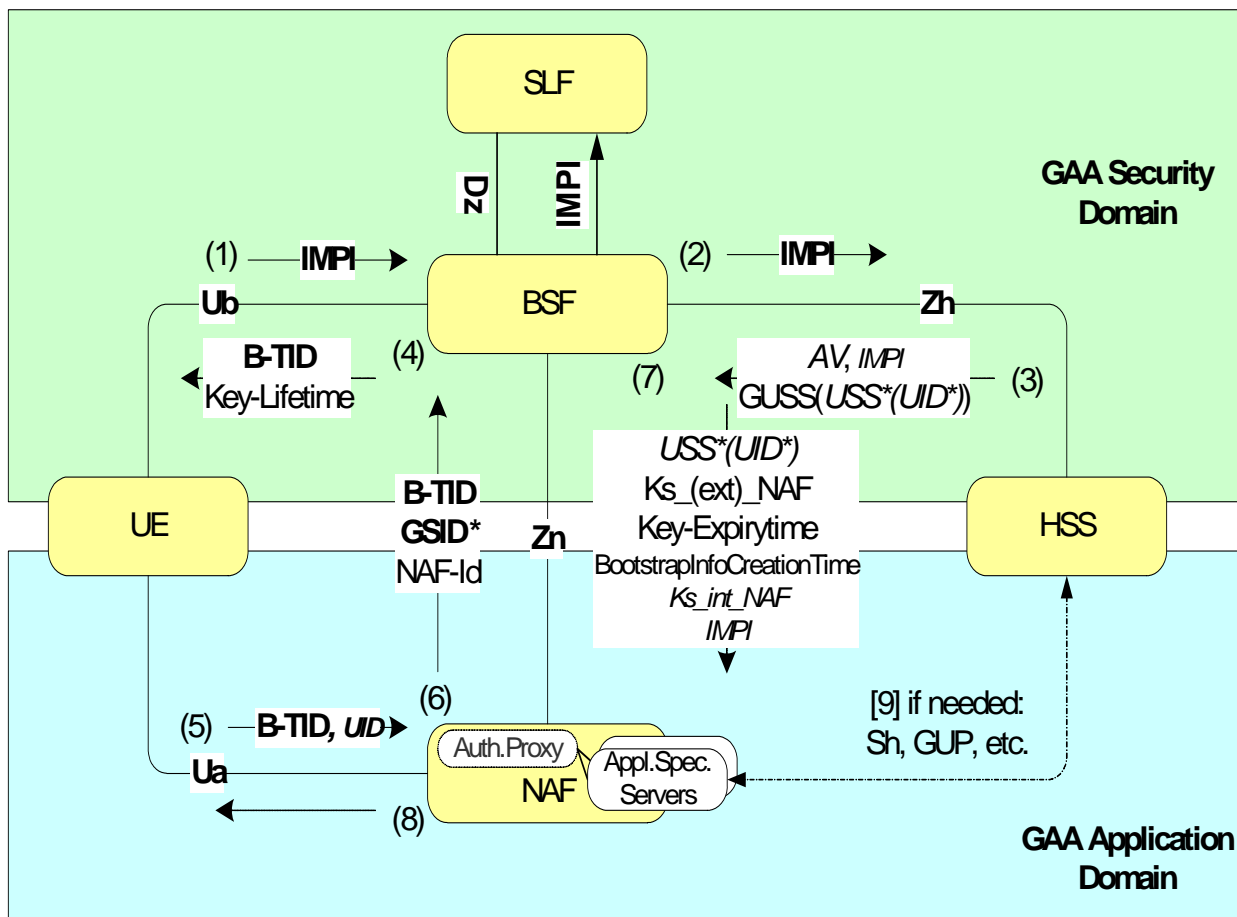 SLF
GAA Security
Domain
Dz
IMPI
(1)
IMPI
(2)
IMPI
Ub
BSF
Zh
B-TID
Key-Lifetime
(4)
(7)
AV, IMPI
GUSS(USS*(UID*))
(3)
USS*(UID*)
Ks_(ext)_NAF
Key-Expirytime
BootstrapInfoCreationTime
Ks_int_NAF
IMPI
UE
B-TID
GSID*
NAF-Id
Zn
HSS
(6)
(5)
B-TID, UID
[9] if needed:
Sh, GUP, etc.
Auth.Proxy
NAF
Appl.Spec.
Servers
Ua
(8)
GAA Application
Domain